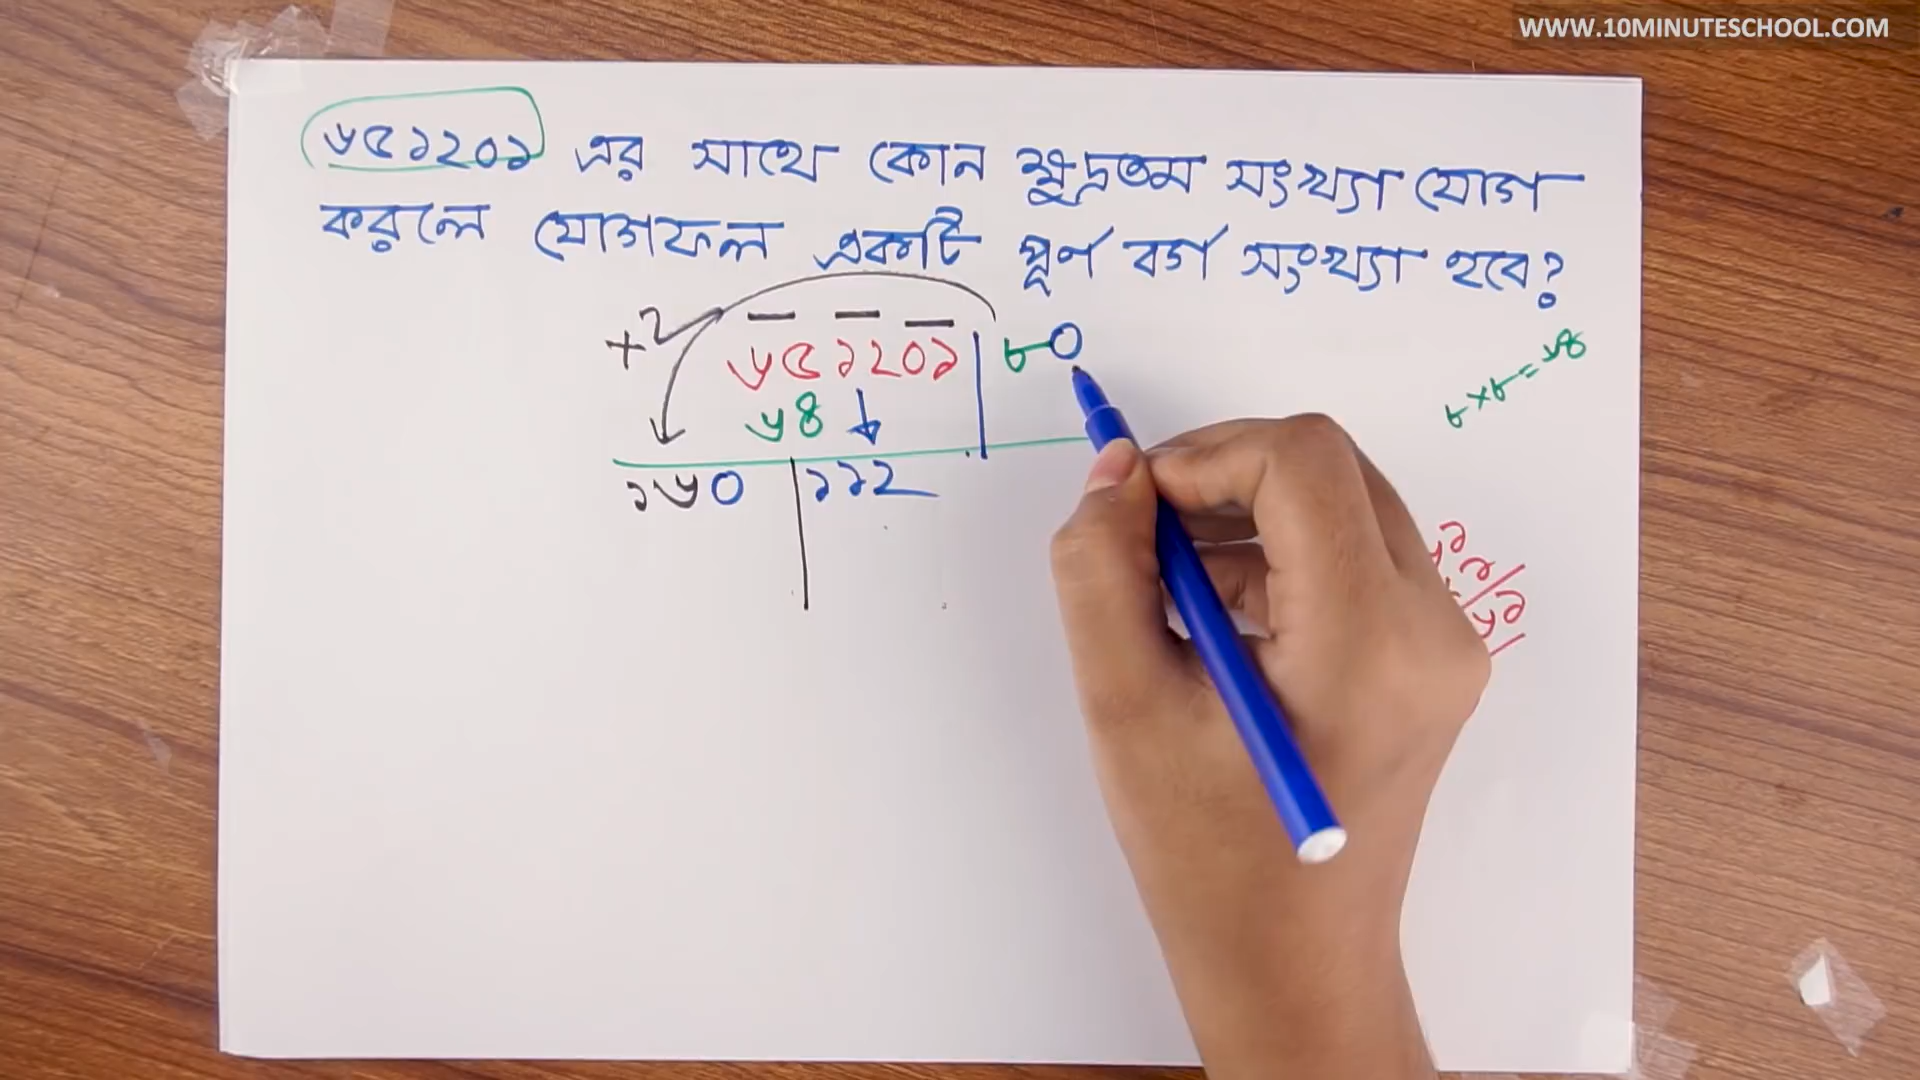 WWW.10MINUTESCHOOL.COM
৬৫১২০১ এর সাথে কোন ক্ষুদ্রতম সংখ্যা যোগ
করলে যোগফল একটি পূর্ণ বর্গ সংখ্যা হবে?
+২
৬৫১২০১ ৮০
৮×৮=৬৪
৬৪
১৬০ ১১২